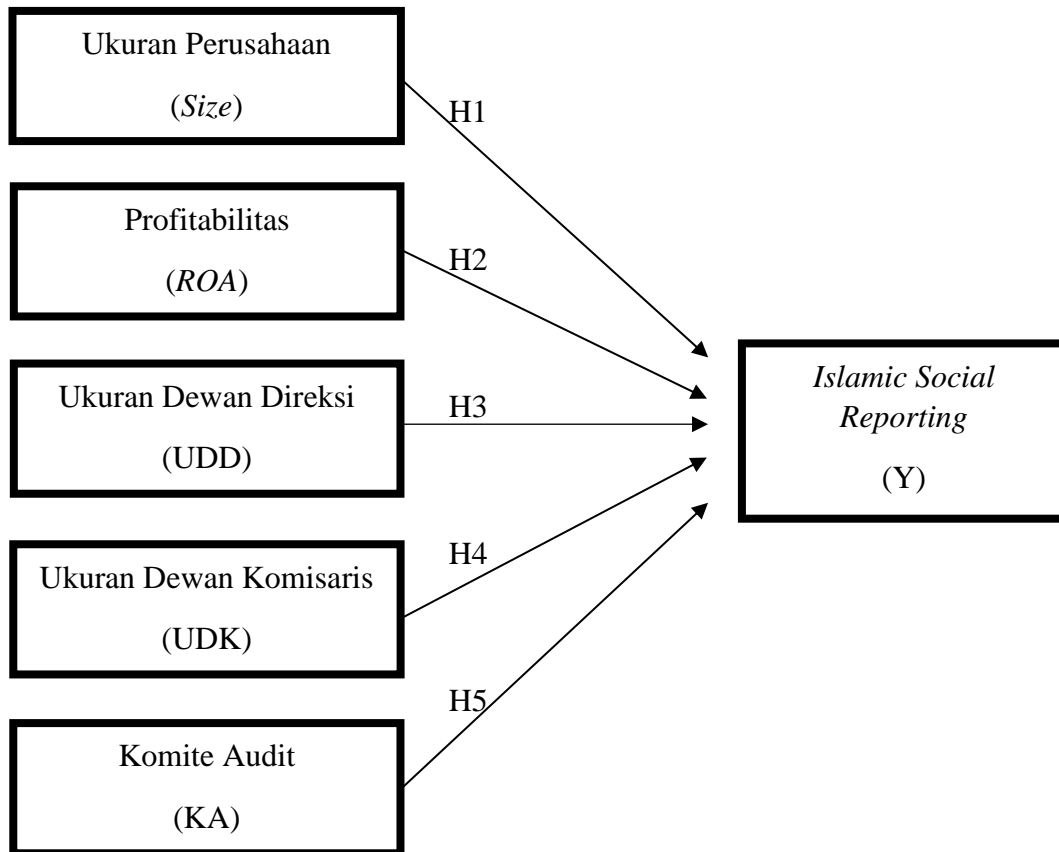 Ukuran Perusahaan
(Size)
H1
Profitabilitas
(ROA)
H2
Ukuran Dewan Direksi
(UDD)
H3
Ukuran Dewan Komisaris
(UDK)
H4
Komite Audit
(KA)
H5
Islamic Social
Reporting
(Y)